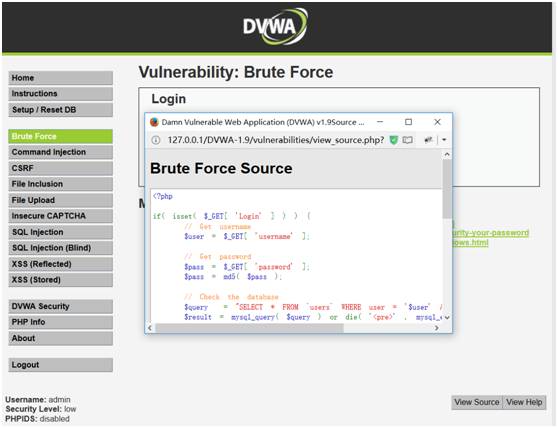 DVWA
Home
Instructions
Setup / Reset DB
Brute Force
Command Injection
CSRF
File Inclusion
File Upload
Insecure CAPTCHA
SQL Injection
SQL Injection (Blind)
XSS (Reflected)
XSS (Stored)
DVWA Security
PHP Info
About
Logout
Username: admin
Security Level: low
PHPIDS: disabled
Vulnerability: Brute Force
Login
Damn Vulnerable Web Application (DVWA) v1.9Source ...
127.0.0.1/DVWA-1.9/vulnerabilities/view_source.php?
Brute Force Source
<?php
if( isset( $_GET[ 'Login' ] ) ) {
// Get username
$user = $_GET[ 'username' ];
// Get password
$pass = $_GET[ 'password' ];
$pass = md5( $pass );
// Check the database
$query = "SELECT * FROM `users` WHERE user = '$user'
$result = mysql_query( $query ) or die( '<pre>' .
urity-your-password
ows.html
View Source
View Help